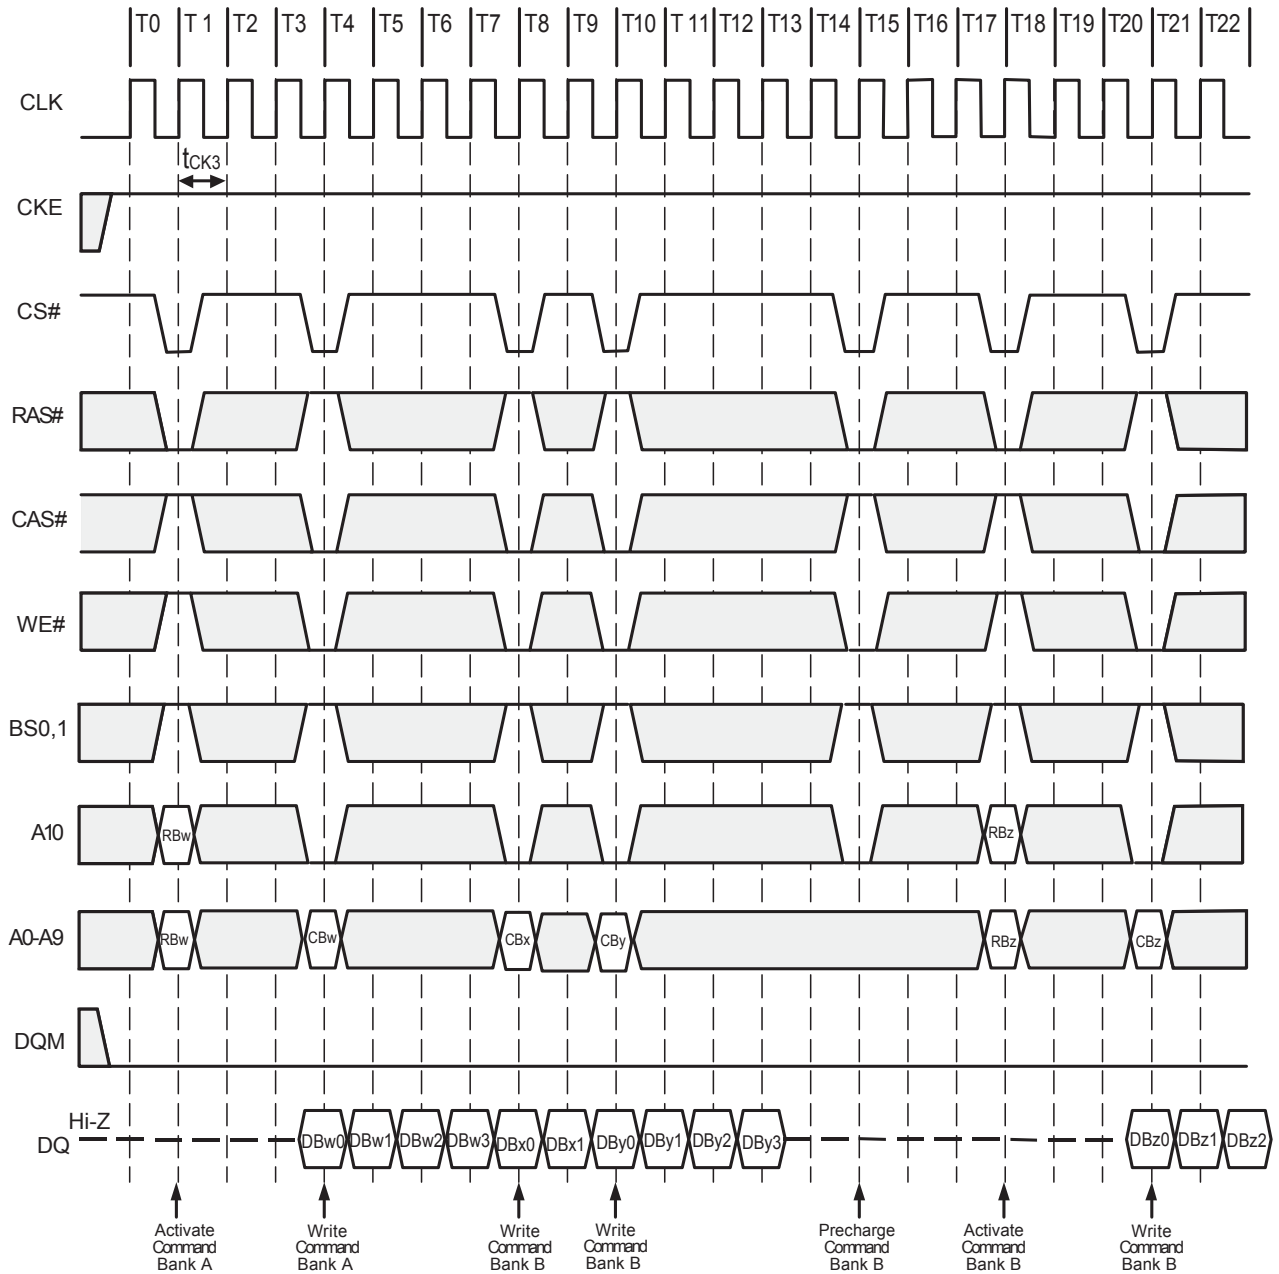 T0 T 1 T2 T3 T4 T5 T6 T7 T8 T9 T10 T 11 T12 T13 T14 T15 T16 T17 T18 T19 T20 T21 T22
CLK
tCK3
CKE
CS#
RAS#
CAS#
WE#
BS0,1
A10 RBw RBz
A0-A9 RBw CBw CBx CBy RBz CBz
DQM
Hi-Z
DQ DBw0 DBw1 DBw2 DBw3 DBx0 DBx1 DBy0 DBy1 DBy2 DBy3 DBz0 DBz1 DBz2
Activate
Command
Bank A
Write
Command
Bank A
Write
Command
Bank B
Write
Command
Bank B
Precharge
Command
Bank B
Activate
Command
Bank B
Write
Command
Bank B